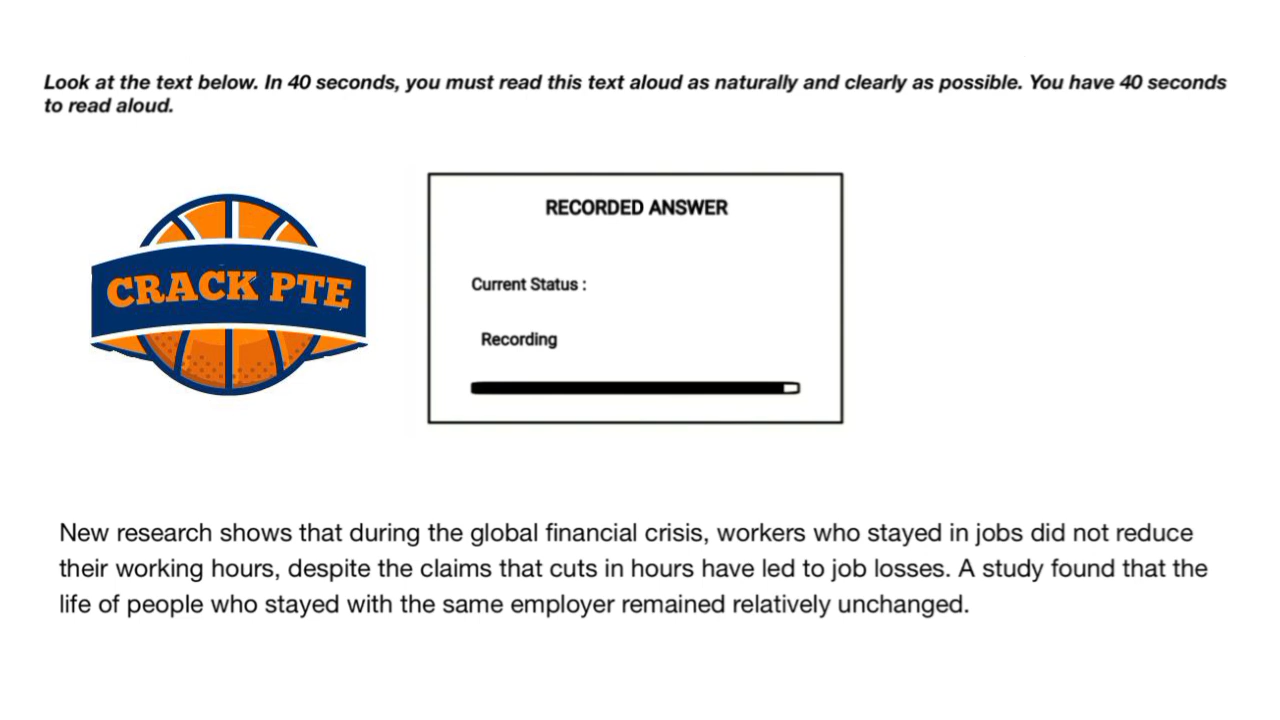 Look at the text below. In 40 seconds, you must read this text aloud as naturally and clearly as possible. You have 40 seconds
to read aloud.
CRACK PTE
RECORDED ANSWER
Current Status :
Recording
New research shows that during the global financial crisis, workers who stayed in jobs did not reduce
their working hours, despite the claims that cuts in hours have led to job losses. A study found that the
life of people who stayed with the same employer remained relatively unchanged.